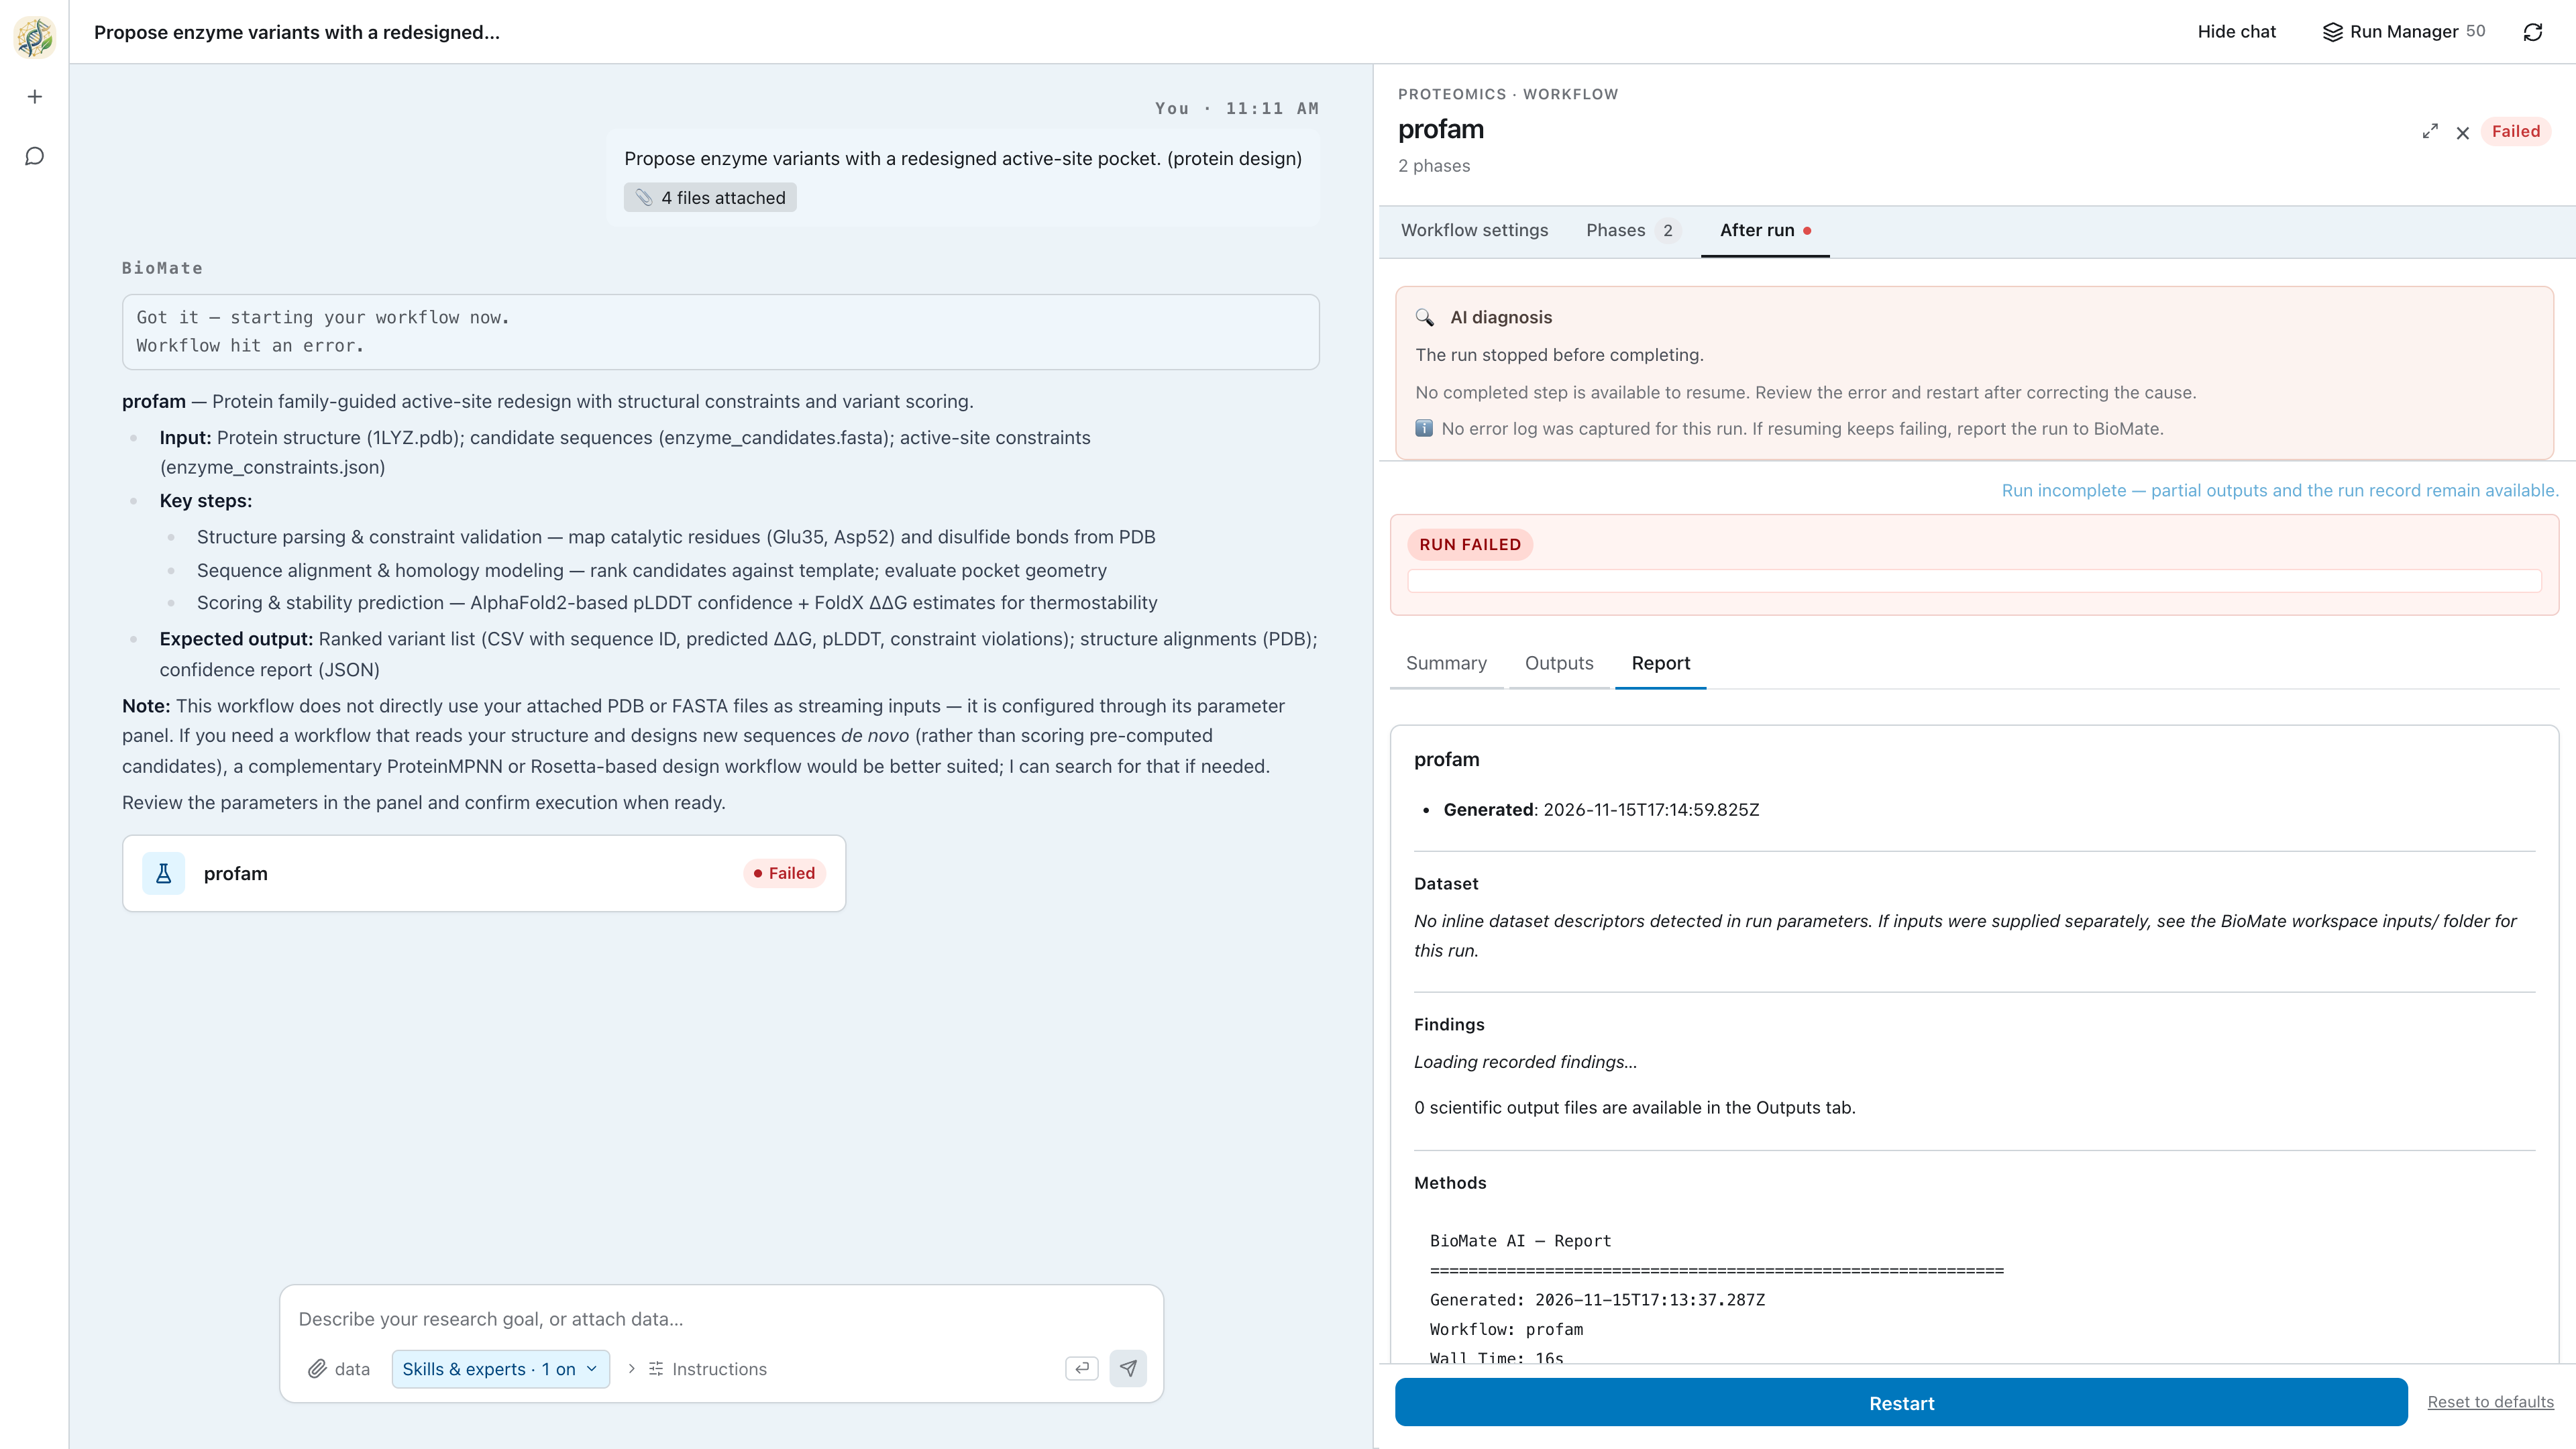 Propose enzyme variants with a redesigned...
Hide chat
Run Manager 50
You · 11:11 AM
Propose enzyme variants with a redesigned active-site pocket. (protein design)
4 files attached
BioMate
Got it — starting your workflow now.
Workflow hit an error.
profam — Protein family-guided active-site redesign with structural constraints and variant scoring.
Input: Protein structure (1LYZ.pdb); candidate sequences (enzyme_candidates.fasta); active-site constraints
(enzyme_constraints.json)
Key steps:
Structure parsing & constraint validation — map catalytic residues (Glu35, Asp52) and disulfide bonds from PDB
Sequence alignment & homology modeling — rank candidates against template; evaluate pocket geometry
Scoring & stability prediction — AlphaFold2-based pLDDT confidence + FoldX ΔΔG estimates for thermostability
Expected output: Ranked variant list (CSV with sequence ID, predicted ΔΔG, pLDDT, constraint violations); structure alignments (PDB);
confidence report (JSON)
Note: This workflow does not directly use your attached PDB or FASTA files as streaming inputs — it is configured through its parameter
panel. If you need a workflow that reads your structure and designs new sequences de novo (rather than scoring pre-computed
candidates), a complementary ProteinMPNN or Rosetta-based design workflow would be better suited; I can search for that if needed.
Review the parameters in the panel and confirm execution when ready.
profam
Failed
Describe your research goal, or attach data...
data
Skills & experts · 1 on
Instructions
PROTEOMICS · WORKFLOW
profam
Failed
2 phases
Workflow settings
Phases 2
After run
AI diagnosis
The run stopped before completing.
No completed step is available to resume. Review the error and restart after correcting the cause.
No error log was captured for this run. If resuming keeps failing, report the run to BioMate.
Run incomplete — partial outputs and the run record remain available.
RUN FAILED
Summary
Outputs
Report
profam
Generated: 2026-11-15T17:14:59.825Z
Dataset
No inline dataset descriptors detected in run parameters. If inputs were supplied separately, see the BioMate workspace inputs/ folder for
this run.
Findings
Loading recorded findings...
0 scientific output files are available in the Outputs tab.
Methods
BioMate AI — Report
============================================================
Generated: 2026-11-15T17:13:37.287Z
Workflow: profam
Wall Time: 16s
Restart
Reset to defaults